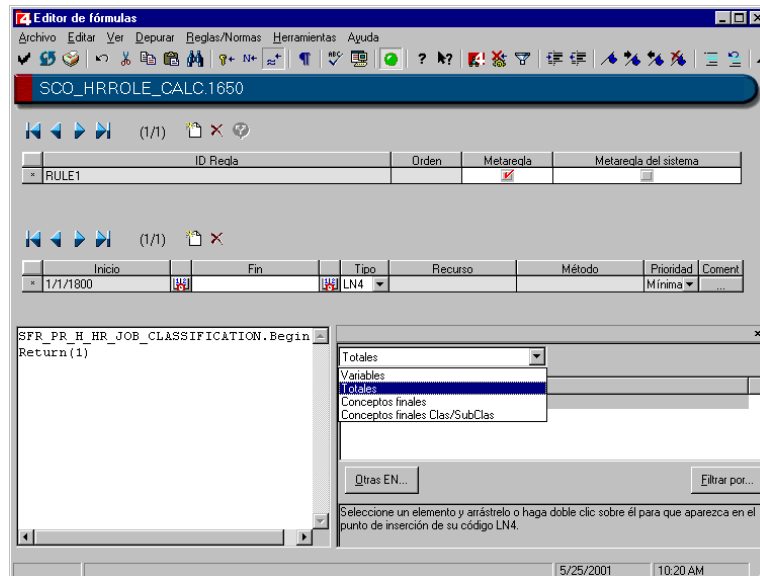 Editor de fórmulas
Archivo Editar Ver Depurar Reglas/Normas Herramientas Ayuda
SCO_HRROLE_CALC.1650
(1/1)
ID Regla Orden Metaregla Metaregla del sistema
RULE1
(1/1)
Inicio Fin Tipo Recurso Método Prioridad Coment
1/1/1800 LN4 Mínima ...
SFR_PR_H_HR_JOB_CLASSIFICATION.Begin
Return(1)
Totales
Variables
Totales
Conceptos finales
Conceptos finales Clas/SubClas
Otras EN... Filtrar por...
Seleccione un elemento y arrástrelo o haga doble clic sobre él para que aparezca en el
punto de inserción de su código LN4.
5/25/2001 10:20 AM